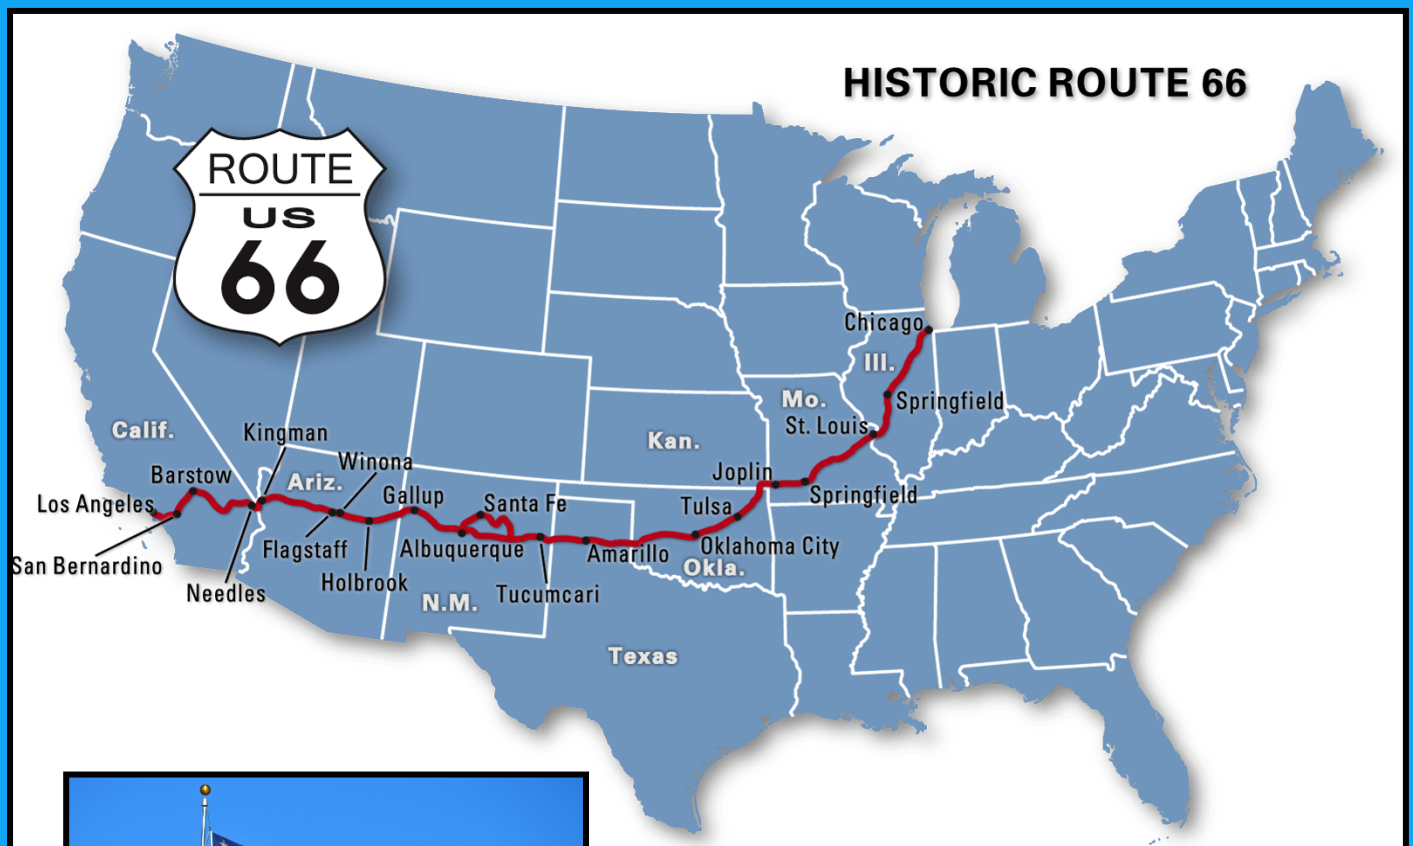 HISTORIC ROUTE 66
ROUTE
US
66
Chicago
Ill.
Springfield
Mo.
St. Louis
Calif.
Kingman
Kan.
Winona
Joplin
Barstow
Ariz.
Gallup
Santa Fe
Springfield
Los Angeles
Tulsa
Flagstaff
Albuquerque
Amarillo
Oklahoma City
San Bernardino
Okla.
Holbrook
Needles
N.M.
Tucumcari
Texas